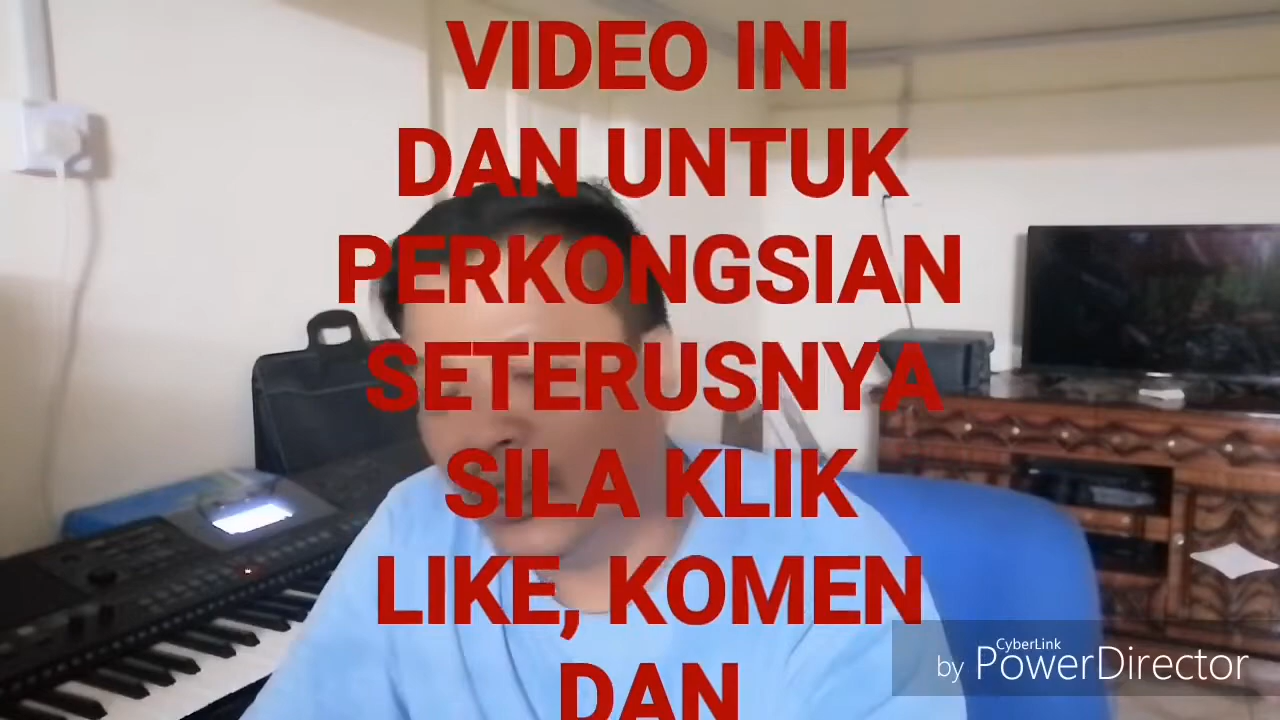 VIDEO INI
DAN UNTUK
PERKONGSIAN
SETERUSNYA
SILA KLIK
LIKE, KOMEN
DAN
CyberLink
by PowerDirector